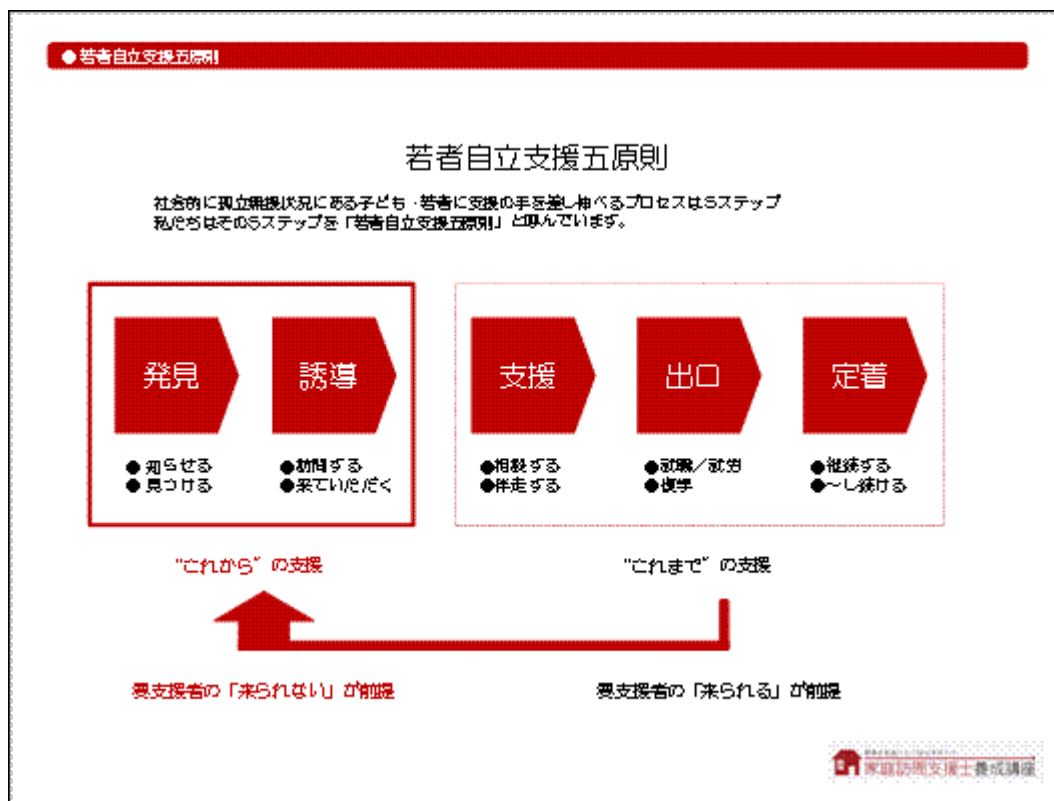 ●若者自立支援五原則
若者自立支援五原則
社会的に孤立無援状況にある子ども・若者に支援の手を差し伸べるプロセスは5ステップ
私たちはその5ステップを「若者自立支援五原則」と呼んでいます。
発見
誘導
支援
出口
定着
●知らせる
●見つける
●訪問する
●来ていただく
●相談する
●伴走する
●就職／就労
●復学
●継続する
●～し続ける
"これから"の支援
"これまで"の支援
要支援者の「来られない」が前提
要支援者の「来られる」が前提
家庭訪問支援士養成講座